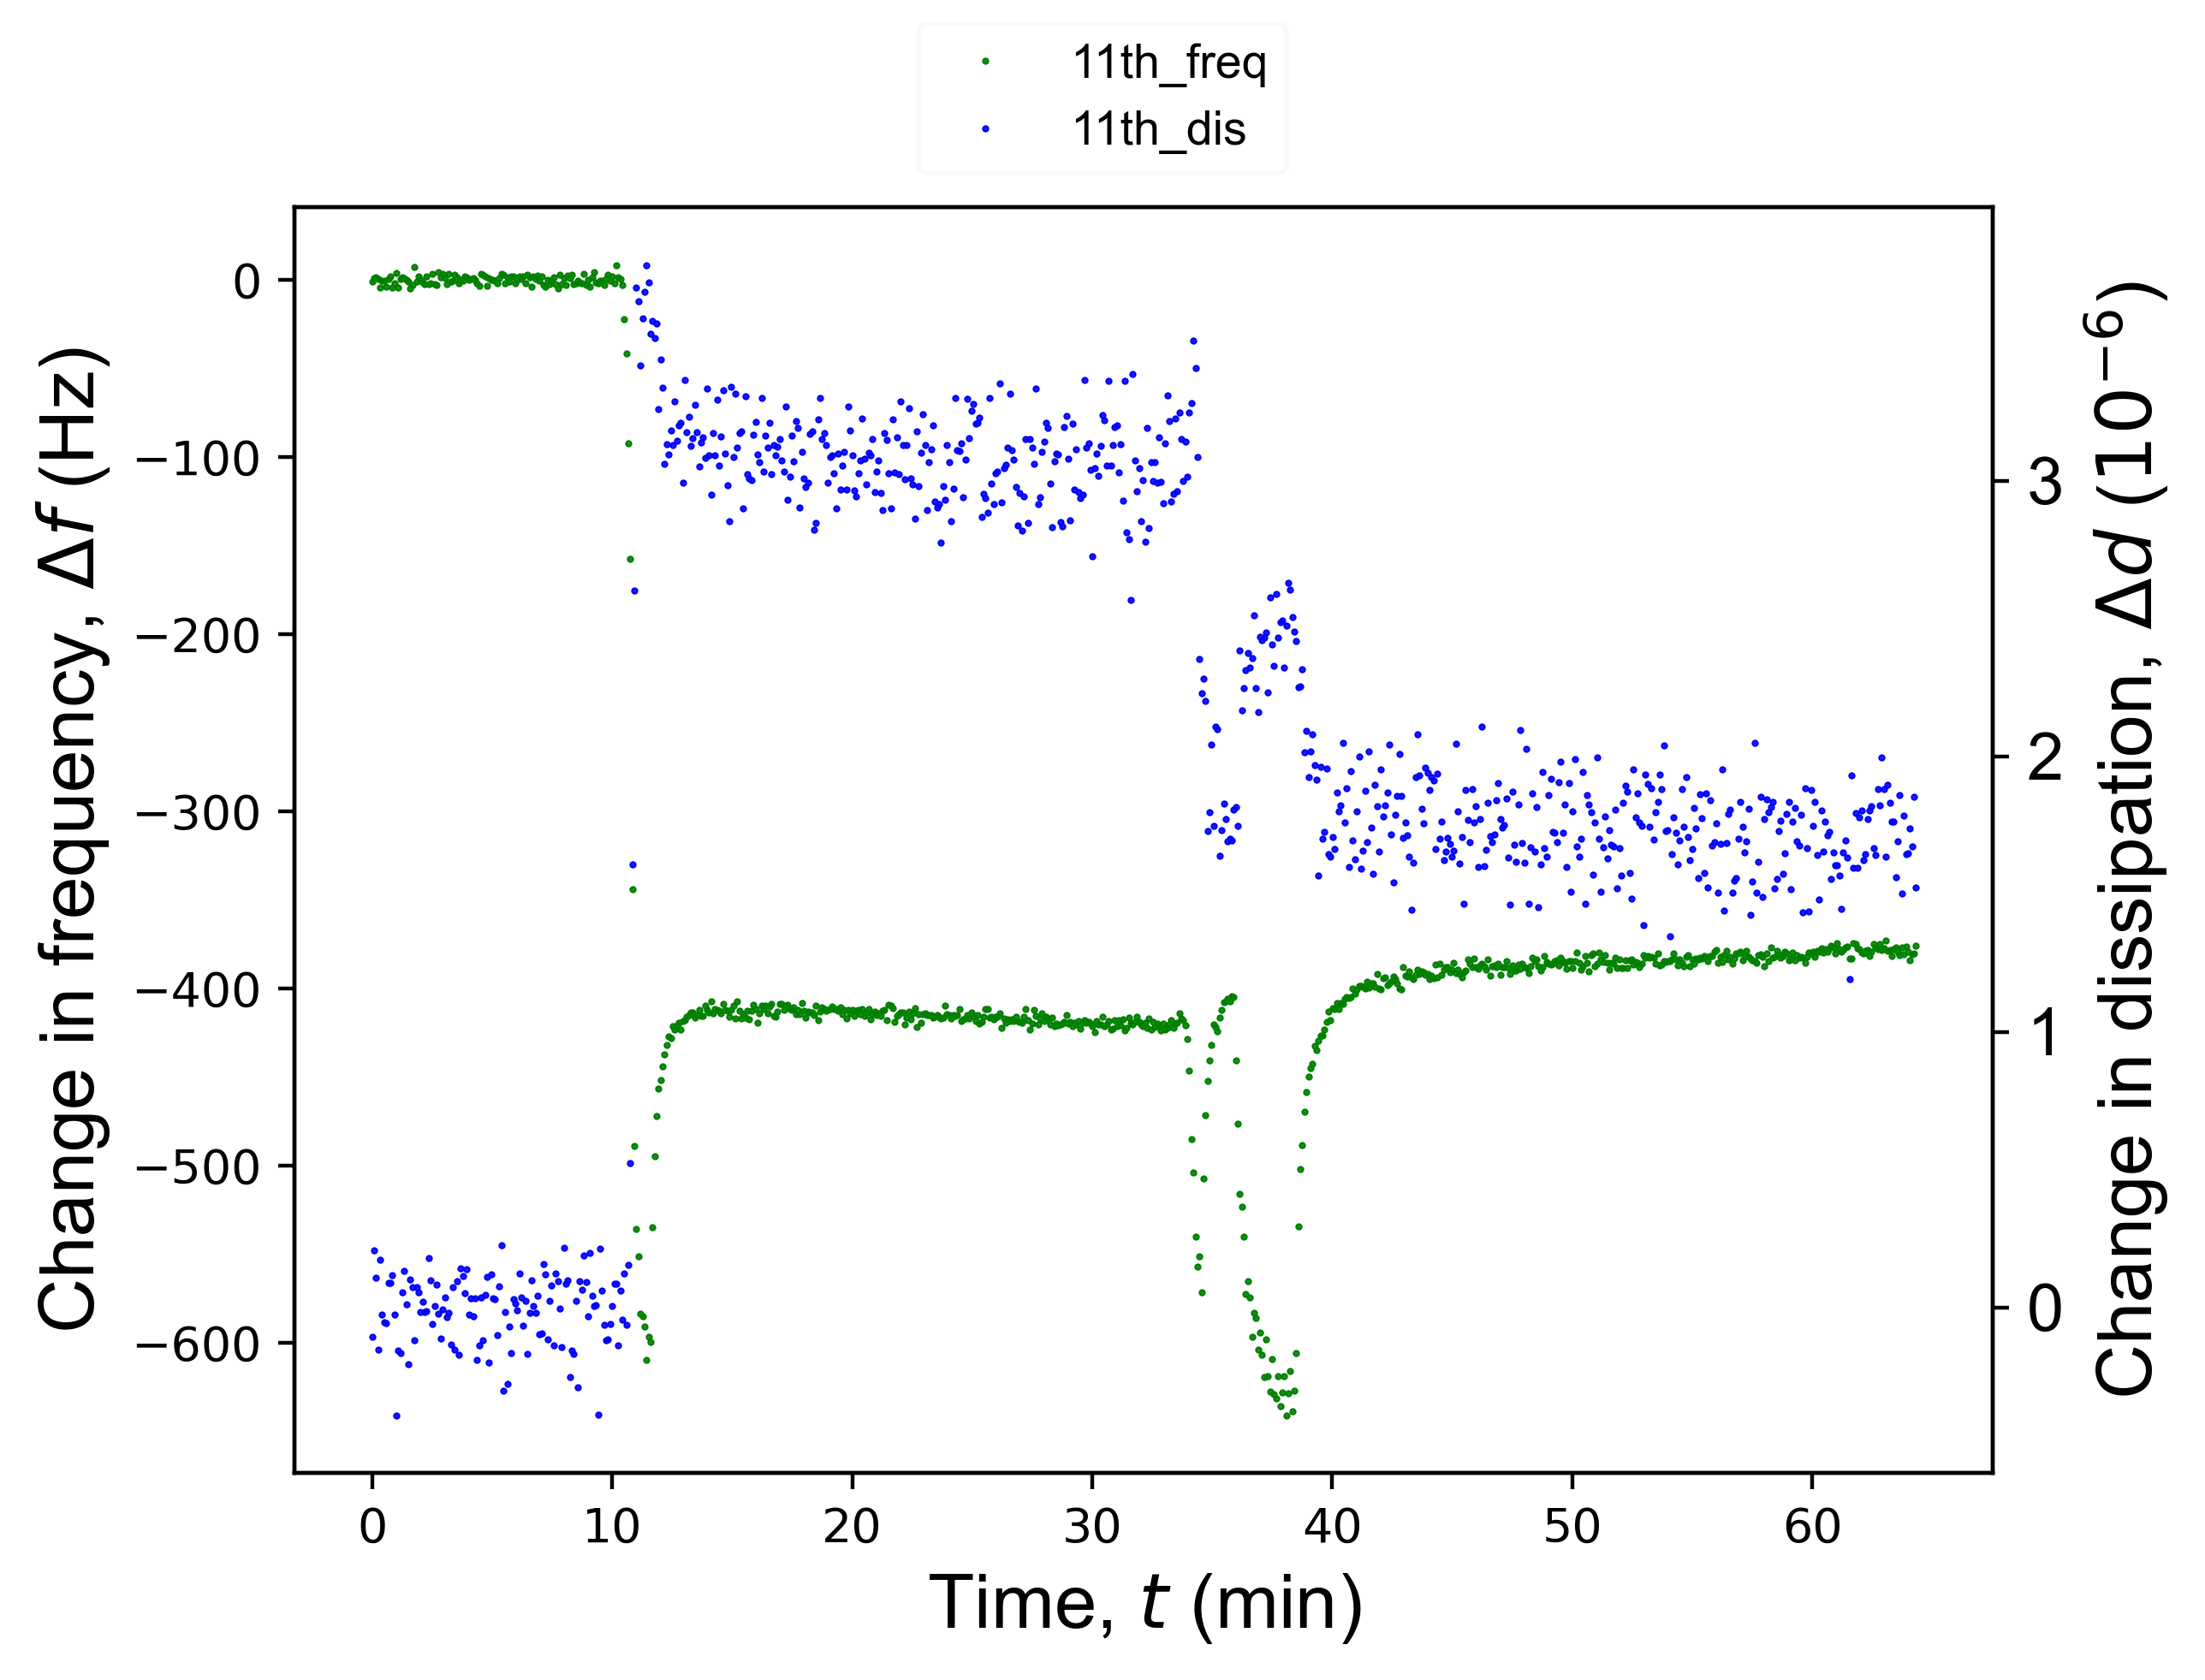 11th_freq
11th_dis
Change in frequency, Δf (Hz)
0
−100
−200
−300
−400
−500
−600
3
2
1
0
Change in dissipation, Δd (10⁻⁶)
0 10 20 30 40 50 60
Time, t (min)